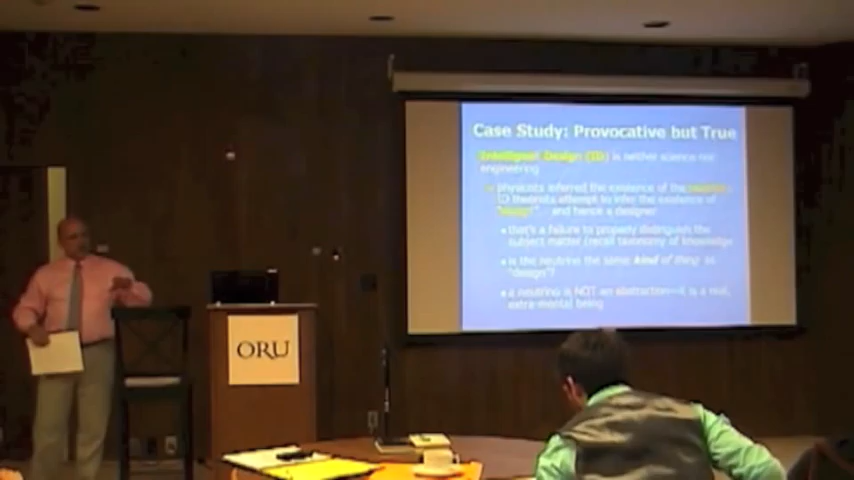 Case Study: Provocative but True
Intelligent Design (ID) is neither science nor
engineering
physicists inferred the existence of the neutrino
ID theorists attempt to infer the existence of
"design" and hence a designer
that's a failure to properly distinguish the
subject matter (recall taxonomy of knowledge
is the neutrino the same kind of thing as
"design"?
a neutrino is NOT an abstraction—it is a real,
extra-mental being
ORU